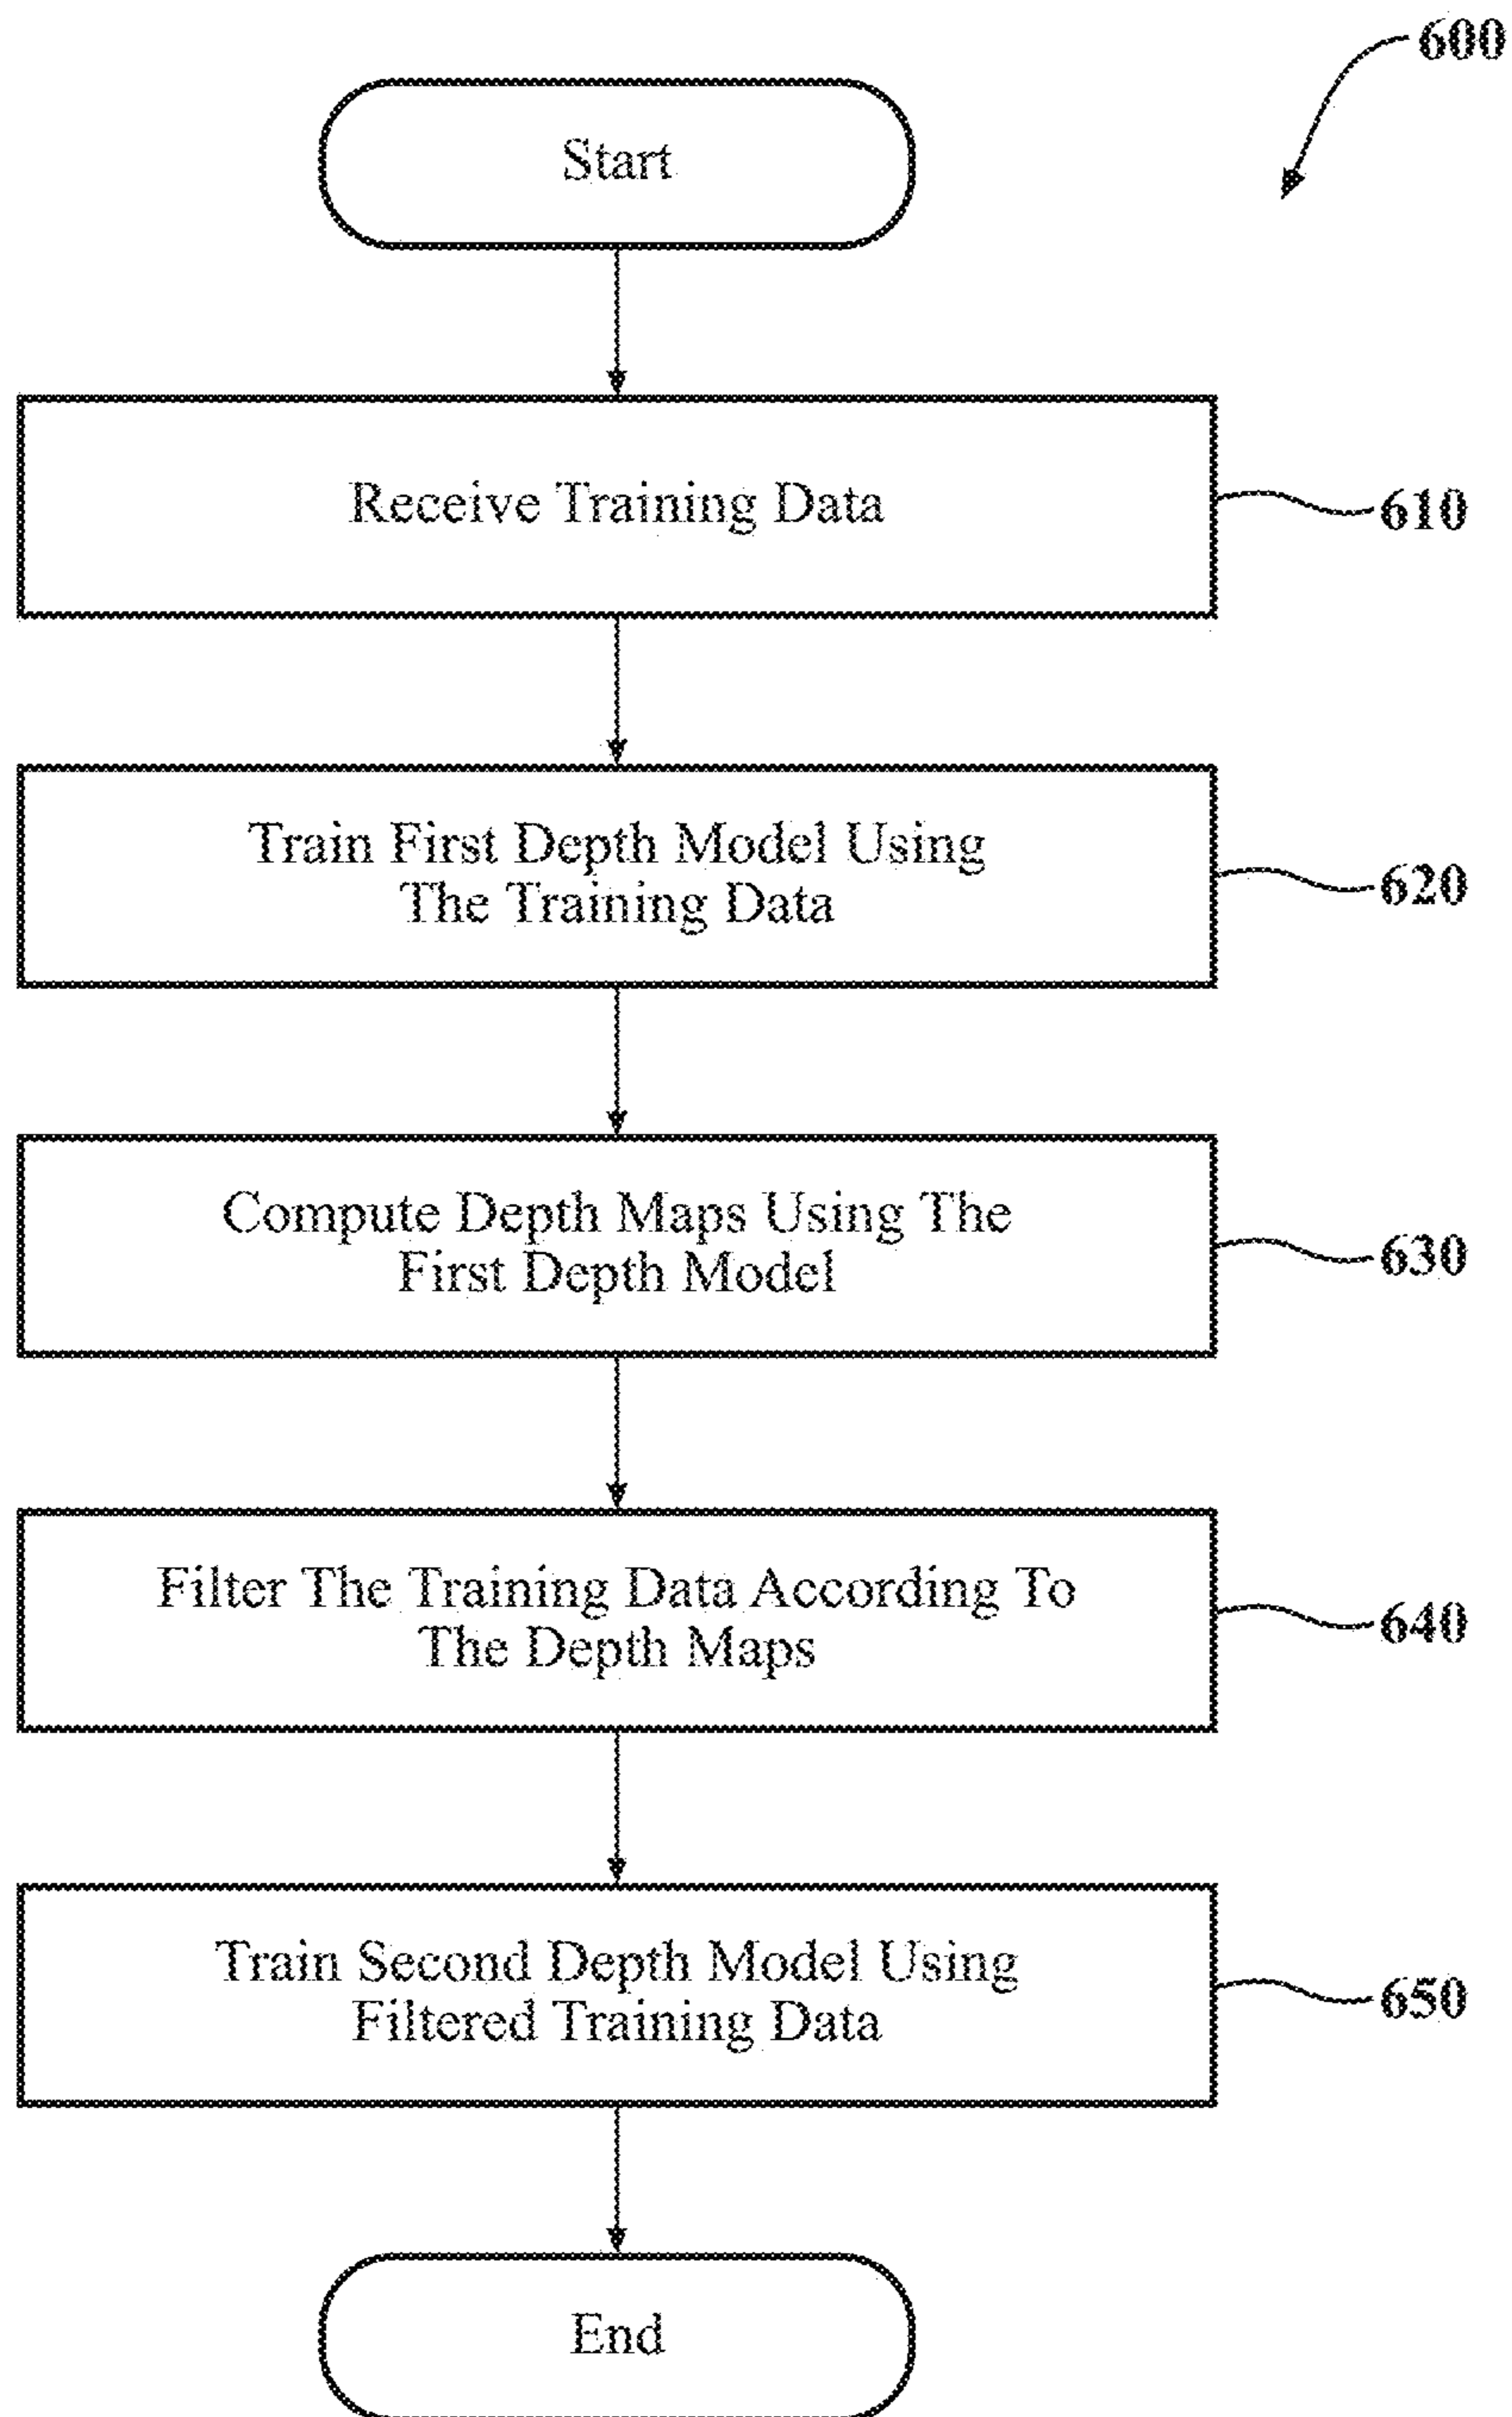 600
Start
Receive Training Data
610
Train First Depth Model Using
The Training Data
620
Compute Depth Maps Using The
First Depth Model
630
Filter The Training Data According To
The Depth Maps
640
Train Second Depth Model Using
Filtered Training Data
650
End